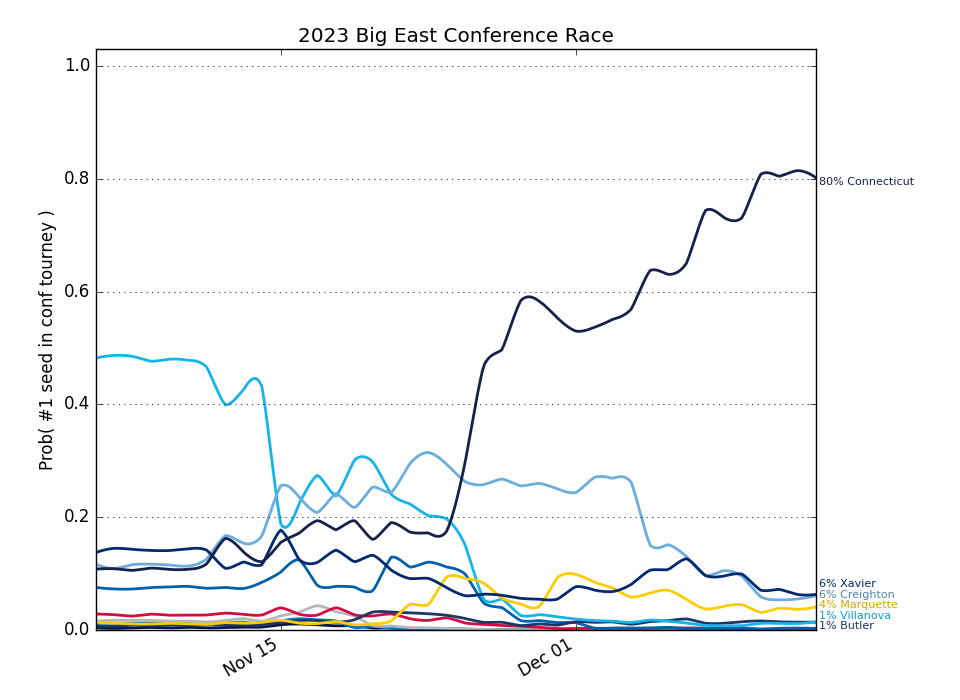 2023 Big East Conference Race
Prob( #1 seed in conf tourney )
1.0
0.8
0.6
0.4
0.2
0.0
Nov 15
Dec 01
80% Connecticut
6% Xavier
6% Creighton
4% Marquette
1% Villanova
1% Butler